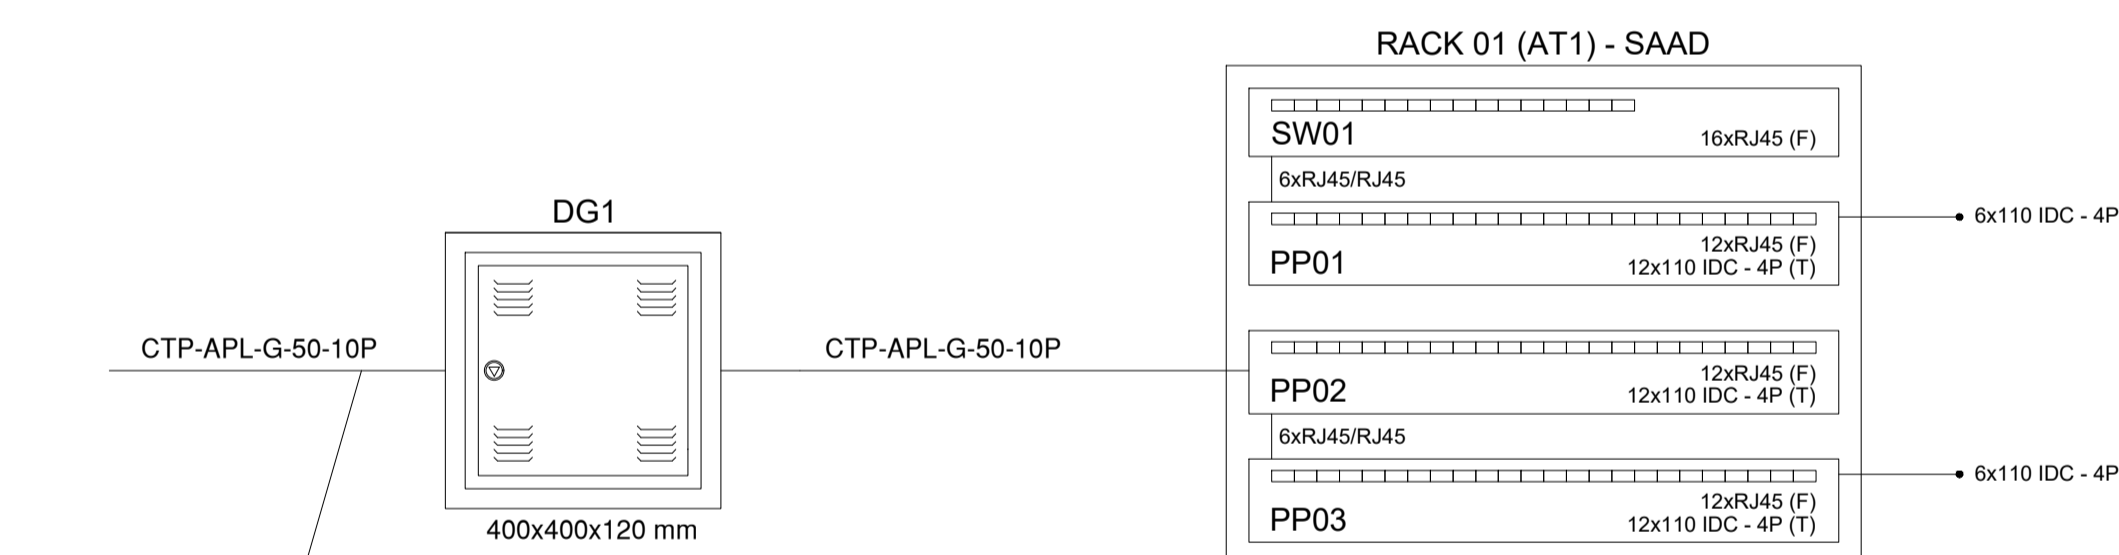 RACK 01 (AT1) - SAAD
SW01
16xRJ45 (F)
6xRJ45/RJ45
PP01
12xRJ45 (F)
12x110 IDC - 4P (T)
6x110 IDC - 4P
DG1
CTP-APL-G-50-10P
CTP-APL-G-50-10P
PP02
12xRJ45 (F)
12x110 IDC - 4P (T)
6xRJ45/RJ45
PP03
12xRJ45 (F)
12x110 IDC - 4P (T)
6x110 IDC - 4P
400x400x120 mm